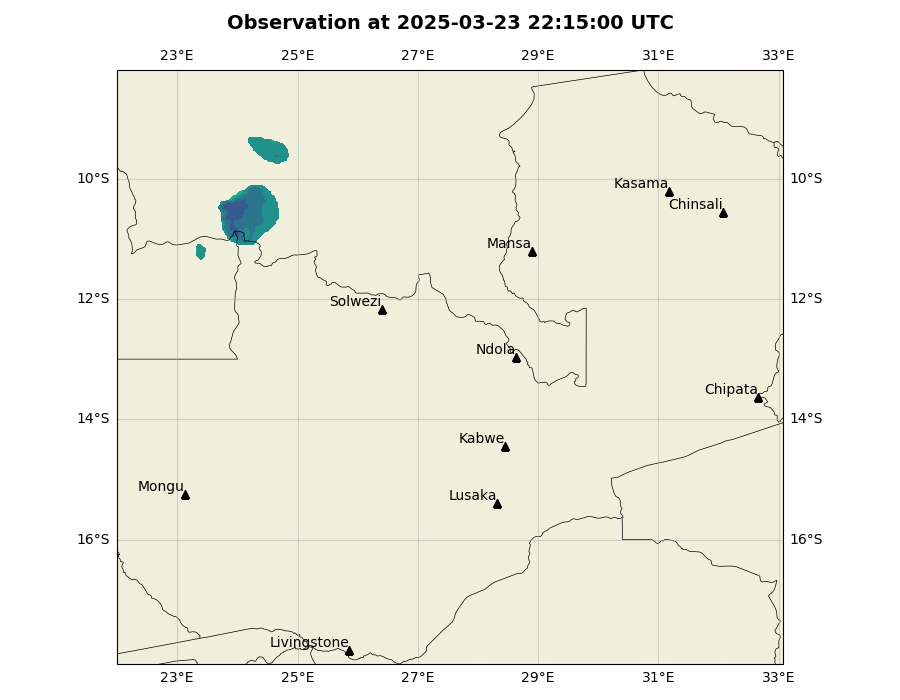 Observation at 2025-03-23 22:15:00 UTC
23°E 25°E 27°E 29°E 31°E 33°E
10°S 10°S
Kasama
Chinsali
Mansa
12°S 12°S
Solwezi
Ndola
Chipata
14°S 14°S
Kabwe
Mongu
Lusaka
16°S 16°S
Livingstone
23°E 25°E 27°E 29°E 31°E 33°E